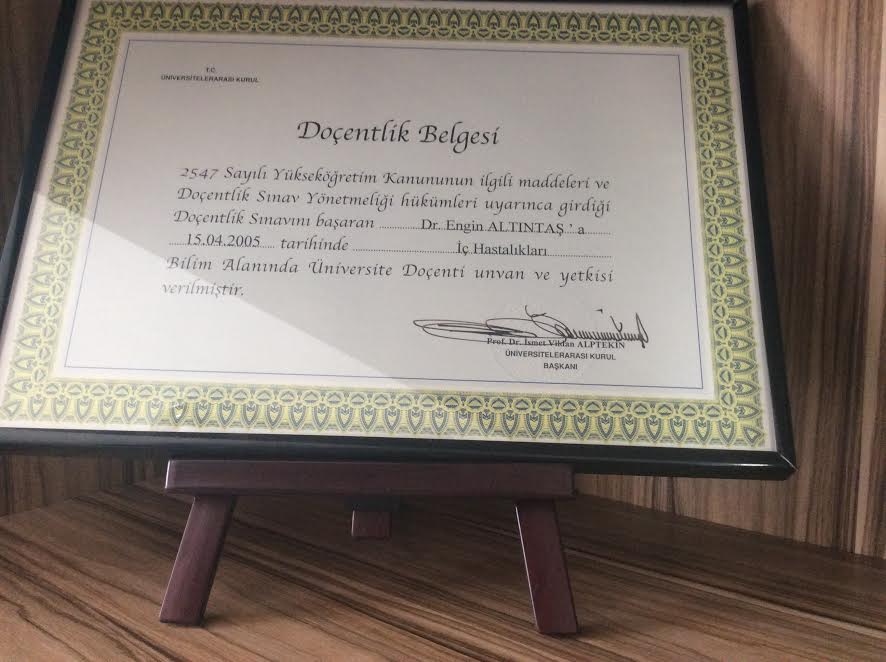 T.C.
ÜNİVERSİTELERARASI KURUL
Doçentlik Belgesi
2547 Sayılı Yükseköğretim Kanununun ilgili maddeleri ve
Doçentlik Sınav Yönetmeliği hükümleri uyarınca girdiği
Doçentlik Sınavını başaran ........... Dr. Engin ALTINTAŞ ' a ......
...... 15.04.2005 .... tarihinde .......................... İç Hastalıkları ................
Bilim Alanında Üniversite Doçenti unvan ve yetkisi
verilmiştir.
Prof. Dr. İsmet Vildan ALPTEKİN
ÜNİVERSİTELERARASI KURUL
BAŞKANI